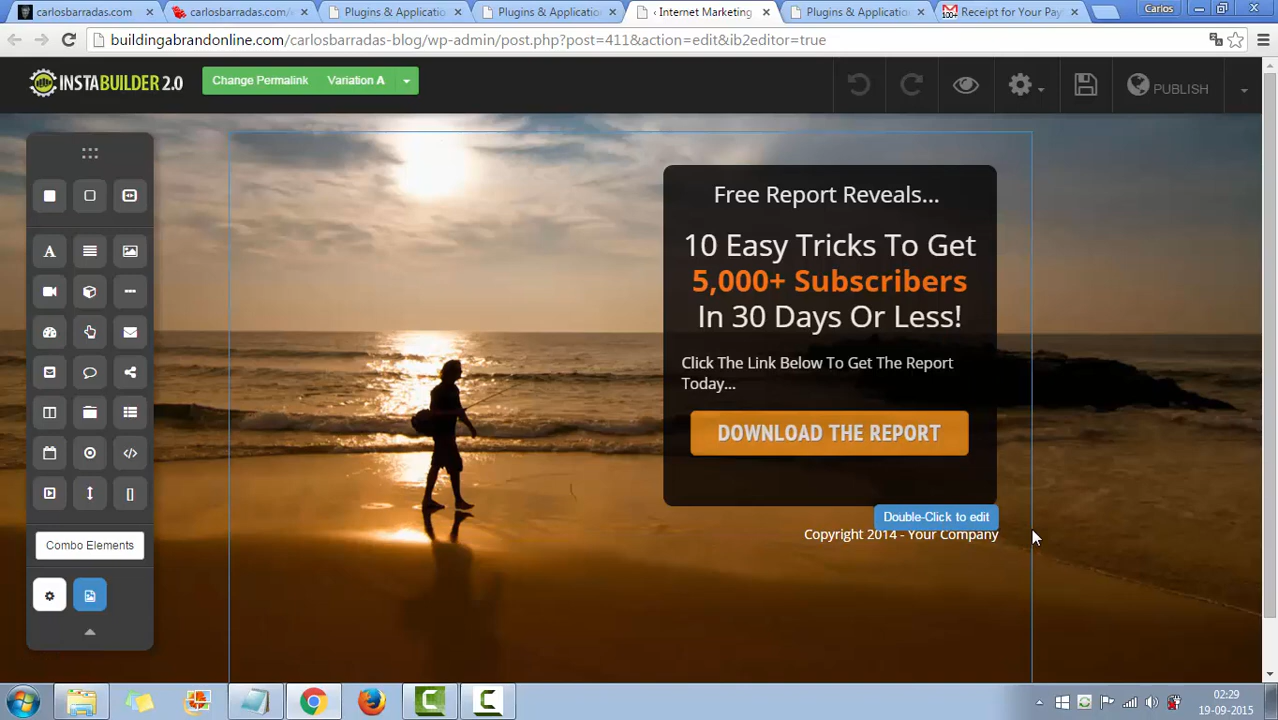 carlosbarradas.com
carlosbarradas.com/w
Plugins & Applicatio
Plugins & Application
‹ Internet Marketing
Plugins & Application
Receipt for Your Pay
Carlos
buildingabrandonline.com/carlosbarradas-blog/wp-admin/post.php?post=411&action=edit&ib2editor=true
INSTABUILDER 2.0
Change Permalink
Variation A
PUBLISH
Free Report Reveals...
10 Easy Tricks To Get
5,000+ Subscribers
In 30 Days Or Less!
Click The Link Below To Get The Report
Today...
DOWNLOAD THE REPORT
Double-Click to edit
Copyright 2014 - Your Company
Combo Elements
02:29
19-09-2015